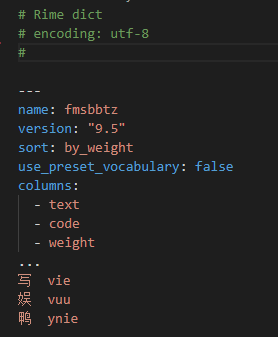 # Rime dict
# encoding: utf-8
#
---
name: fmsbbtz
version: "9.5"
sort: by_weight
use_preset_vocabulary: false
columns:
  - text
  - code
  - weight
...
写	vie
娱	vuu
鸭	ynie